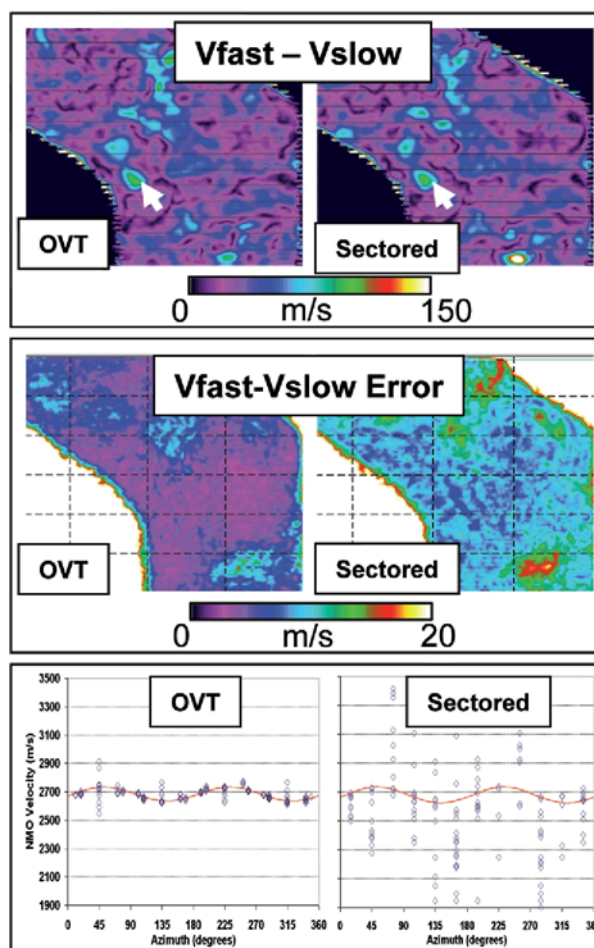 Vfast – Vslow
OVT
Sectored
0 m/s 150
Vfast-Vslow Error
OVT
Sectored
0 m/s 20
OVT
Sectored
NMO Velocity (m/s)
3500
3300
3100
2900
2700
2500
2300
2100
1900
0 45 90 135 180 225 270 315 360
Azimuth (degrees)
0 45 90 135 180 225 270 315 360
Azimuth (degrees)